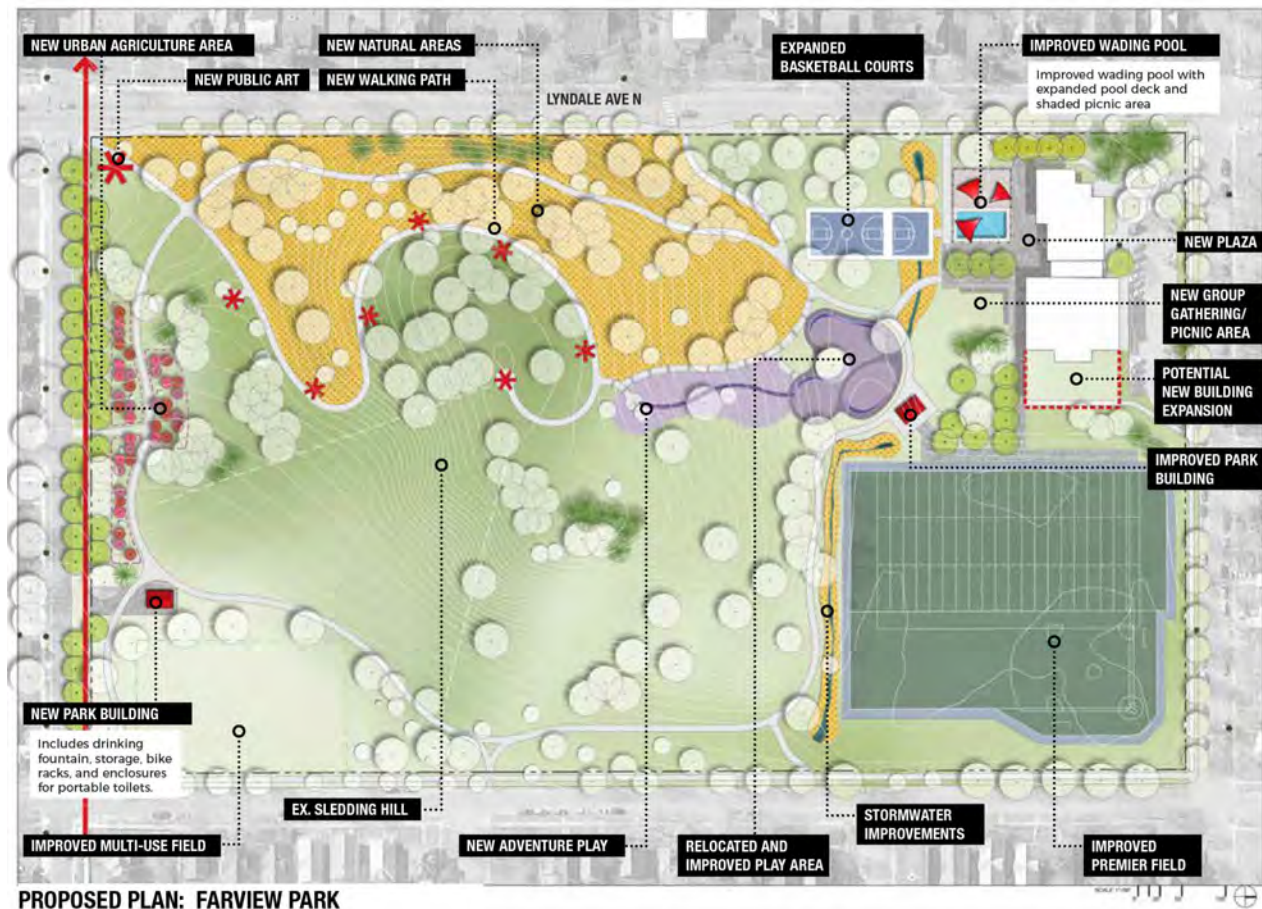 NEW URBAN AGRICULTURE AREA
NEW NATURAL AREAS
EXPANDED
BASKETBALL COURTS
IMPROVED WADING POOL
NEW PUBLIC ART
NEW WALKING PATH
Improved wading pool with
expanded pool deck and
shaded picnic area
LYNDALE AVE N
NEW PLAZA
NEW GROUP
GATHERING/
PICNIC AREA
POTENTIAL
NEW BUILDING
EXPANSION
IMPROVED PARK
BUILDING
NEW PARK BUILDING
Includes drinking
fountain, storage, bike
racks, and enclosures
for portable toilets.
EX. SLEDDING HILL
STORMWATER
IMPROVEMENTS
IMPROVED MULTI-USE FIELD
NEW ADVENTURE PLAY
RELOCATED AND
IMPROVED PLAY AREA
IMPROVED
PREMIER FIELD
PROPOSED PLAN: FARVIEW PARK